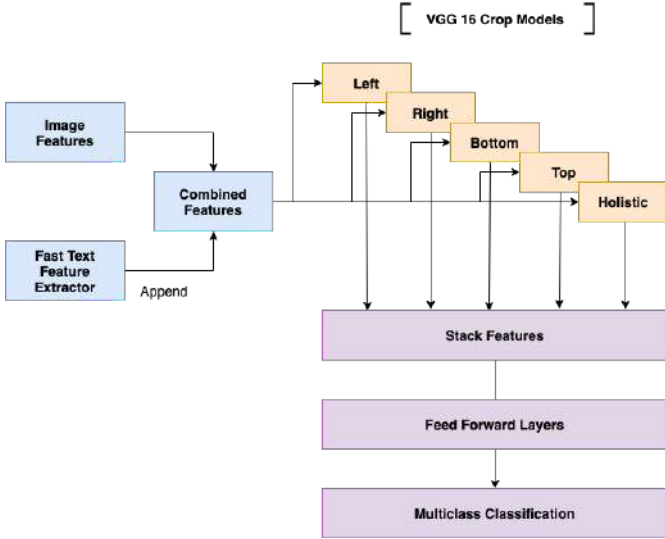 VGG 16 Crop Models
Left
Right
Bottom
Top
Holistic
Image
Features
Combined
Features
Fast Text
Feature
Extractor
Append
Stack Features
Feed Forward Layers
Multiclass Classification